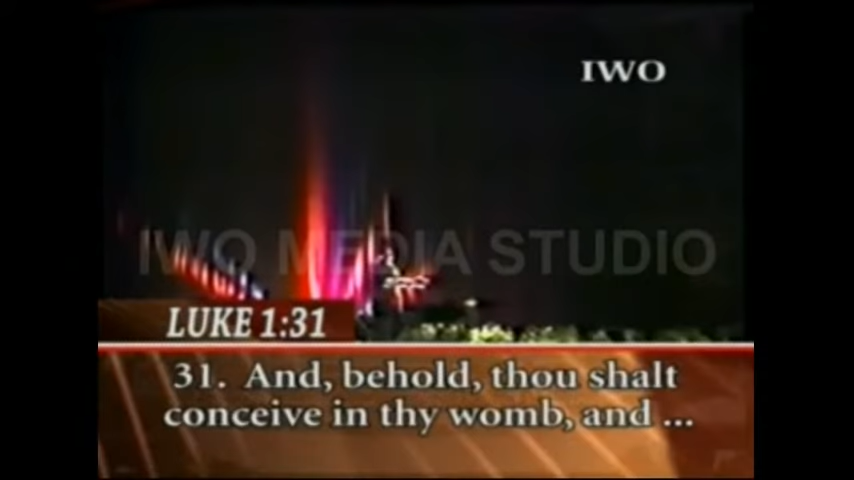 IWO
IWO MEDIA STUDIO
LUKE 1:31
31. And, behold, thou shalt
conceive in thy womb, and ...